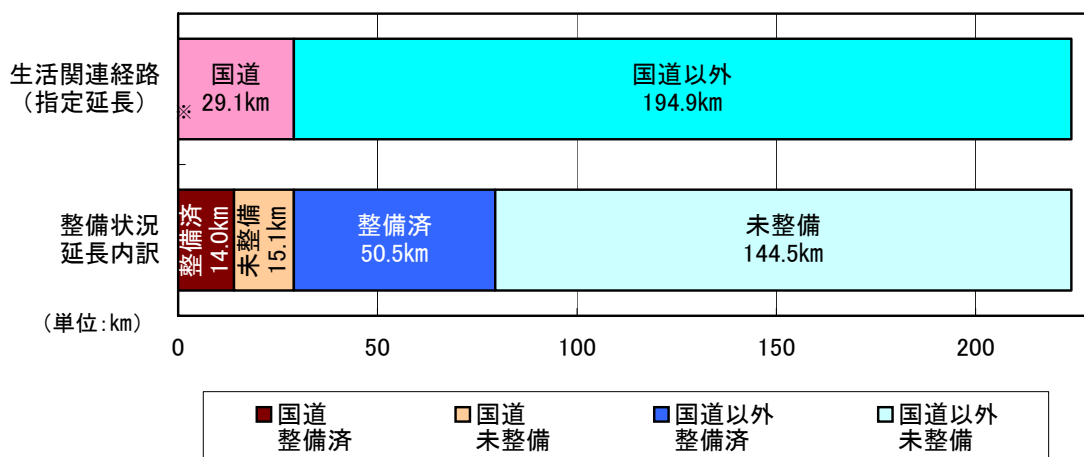 生活関連経路
（指定延長）
※
国道
29.1km
国道以外
194.9km
整備状況
延長内訳
整備済
14.0km
未整備
15.1km
整備済
50.5km
未整備
144.5km
（単位:km）
0
50
100
150
200
国道
整備済
国道
未整備
国道以外
整備済
国道以外
未整備